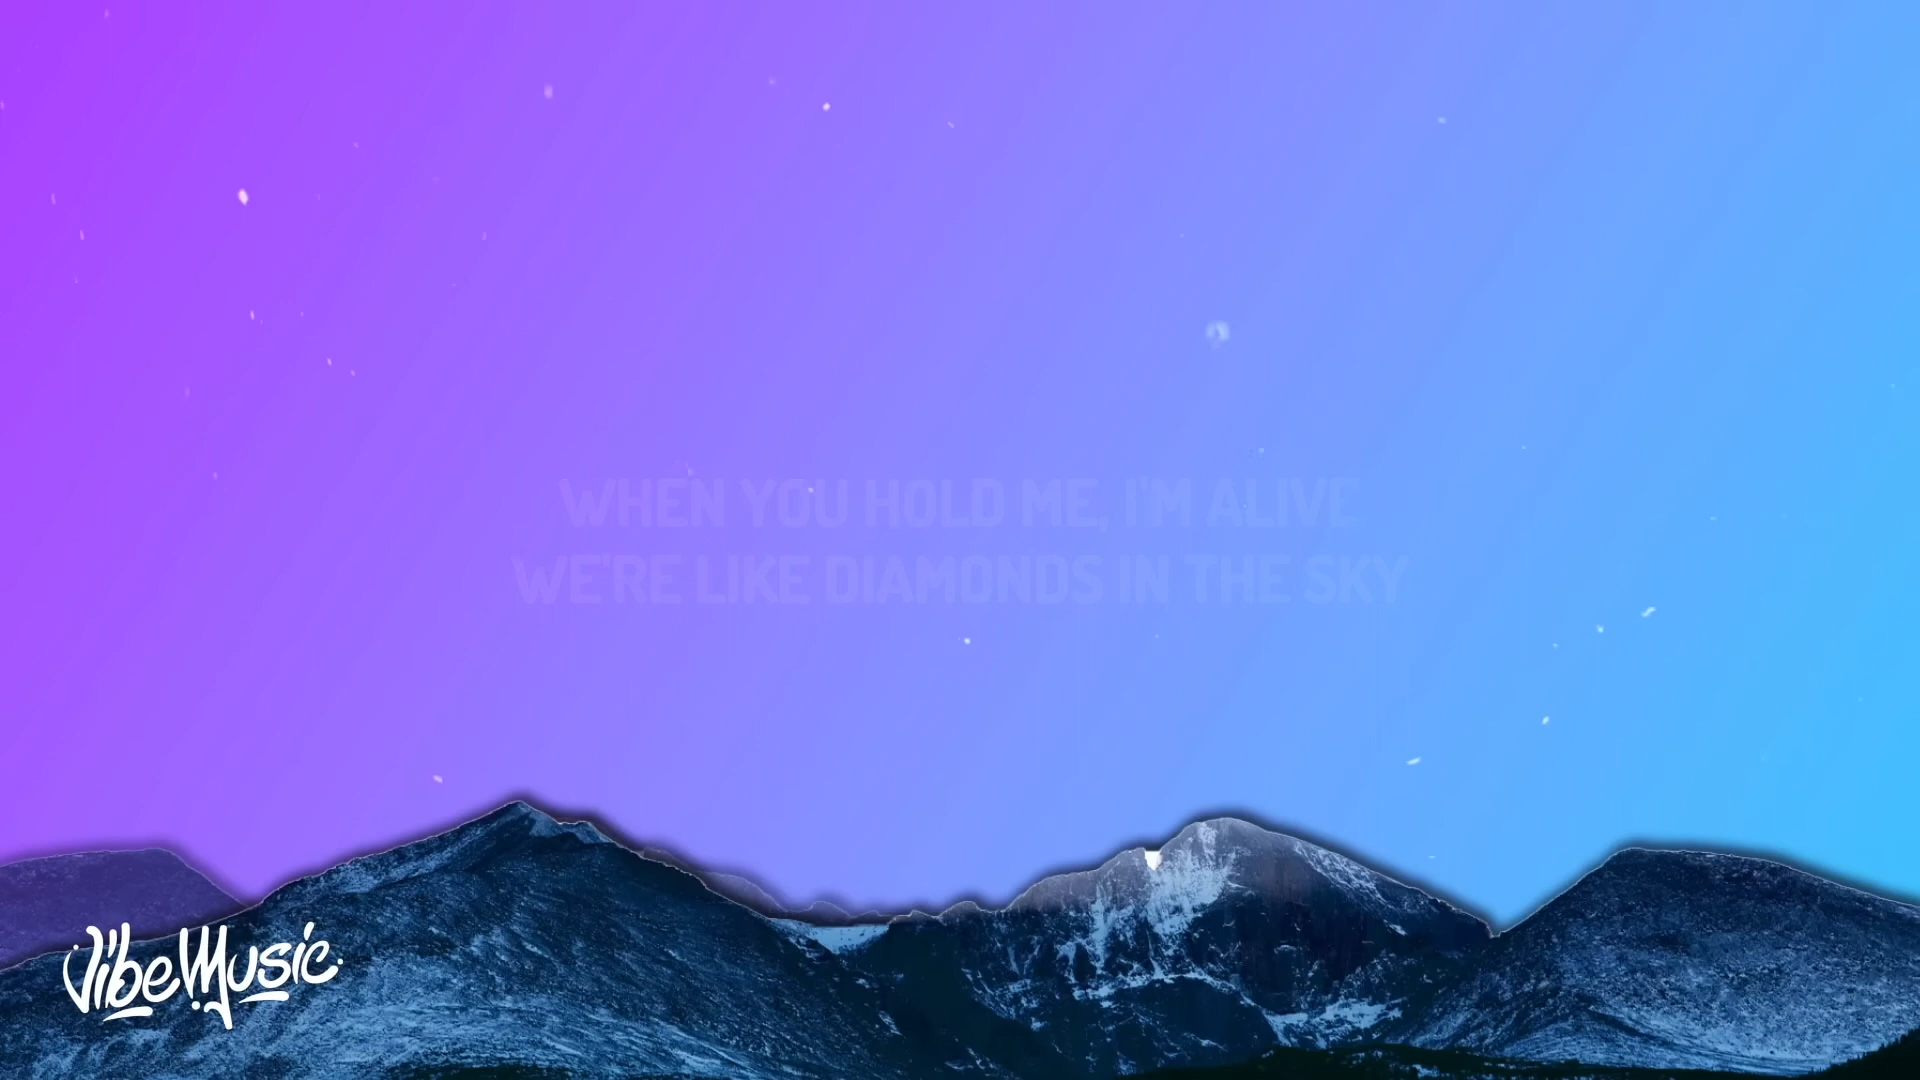 WHEN YOU HOLD ME, I'M ALIVE
WE'RE LIKE DIAMONDS IN THE SKY
VibeMusic